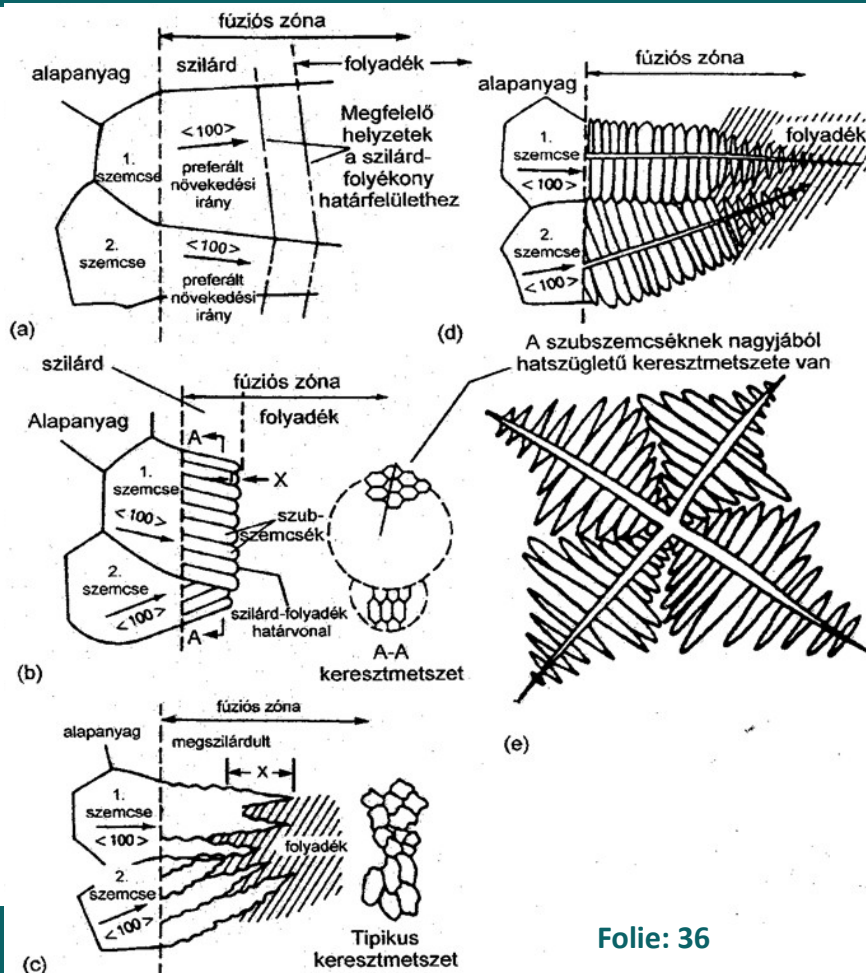 fúziós zóna
szilárd
folyadék
alapanyag
<100>
1.
szemcse
preferált
növekedési
irány
Megfelelő
helyzetek
a szilárd-
folyékony
határfelülethez
2.
szemcse
<100>
preferált
növekedési
irány
(a)
fúziós zóna
alapanyag
folyadék
1.
szemcse
<100>
2.
szemcse
<100>
(d)
szilárd
fúziós zóna
folyadék
Alapanyag
A
1.
szemcse
<100>
X
szub-
szemcsék
2.
szemcse
<100>
szilárd-folyadék
határvonal
A
A-A
keresztmetszet
(b)
A szubszemcséknek nagyjából
hatszügletű keresztmetszete van
(e)
fúziós zóna
alapanyag
megszilárdult
X
1.
szemcse
<100>
folyadék
2.
szemcse
<100>
Tipikus
keresztmetszet
(c)
Folie: 36